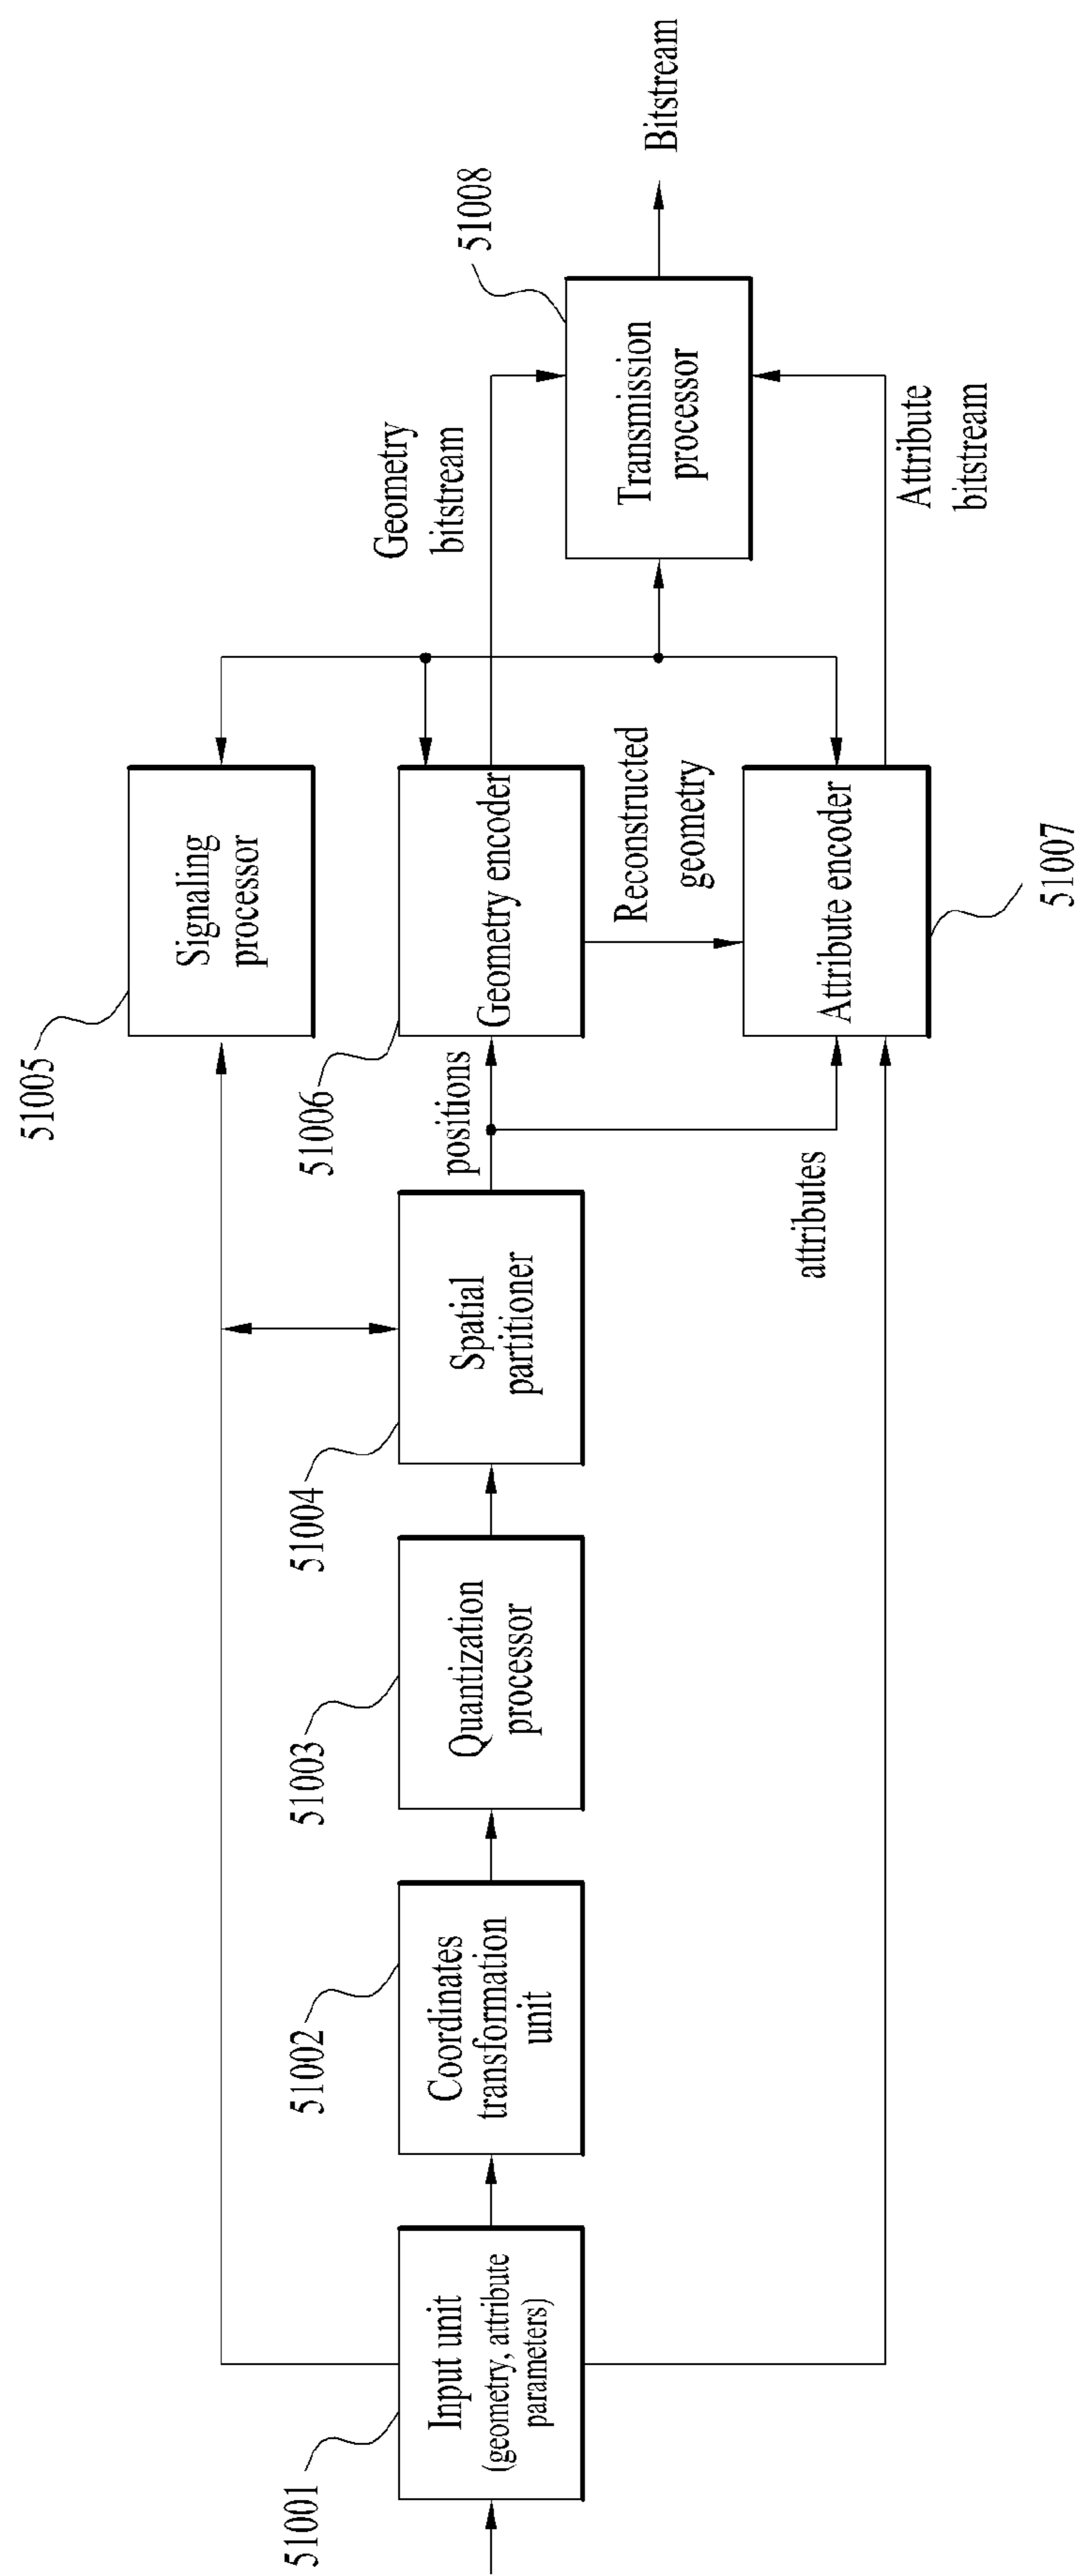 51001
Input unit
(geometry, attribute
parameters)
51002
Coordinates
transformation
unit
51003
Quantization
processor
51004
Spatial
partitioner
positions
attributes
51005
Signaling
processor
51006
Geometry encoder
Reconstructed
geometry
Attribute encoder
51007
Geometry
bitstream
51008
Transmission
processor
Attribute
bitstream
Bitstream